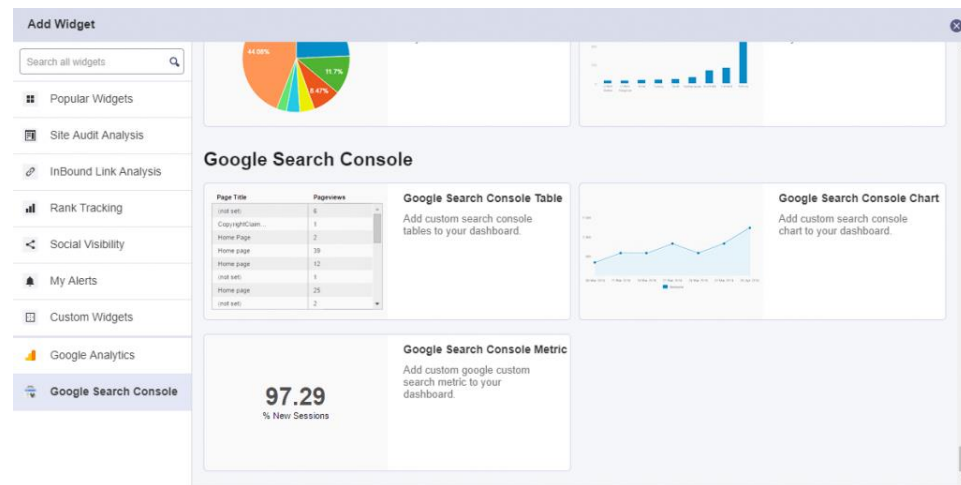 Add Widget
Search all widgets
Popular Widgets
Site Audit Analysis
InBound Link Analysis
Rank Tracking
Social Visibility
My Alerts
Custom Widgets
Google Analytics
Google Search Console
44.08%
11.7%
8.47%
Google Search Console
Page Title Pageviews
(not set) 6
CopyrightClaim... 1
Home Page 2
Home page 39
Home page 12
(not set) 1
Home page 25
(not set) 2
Google Search Console Table
Add custom search console
tables to your dashboard.
Google Search Console Chart
Add custom search console
chart to your dashboard.
97.29
% New Sessions
Google Search Console Metric
Add custom google custom
search metric to your
dashboard.